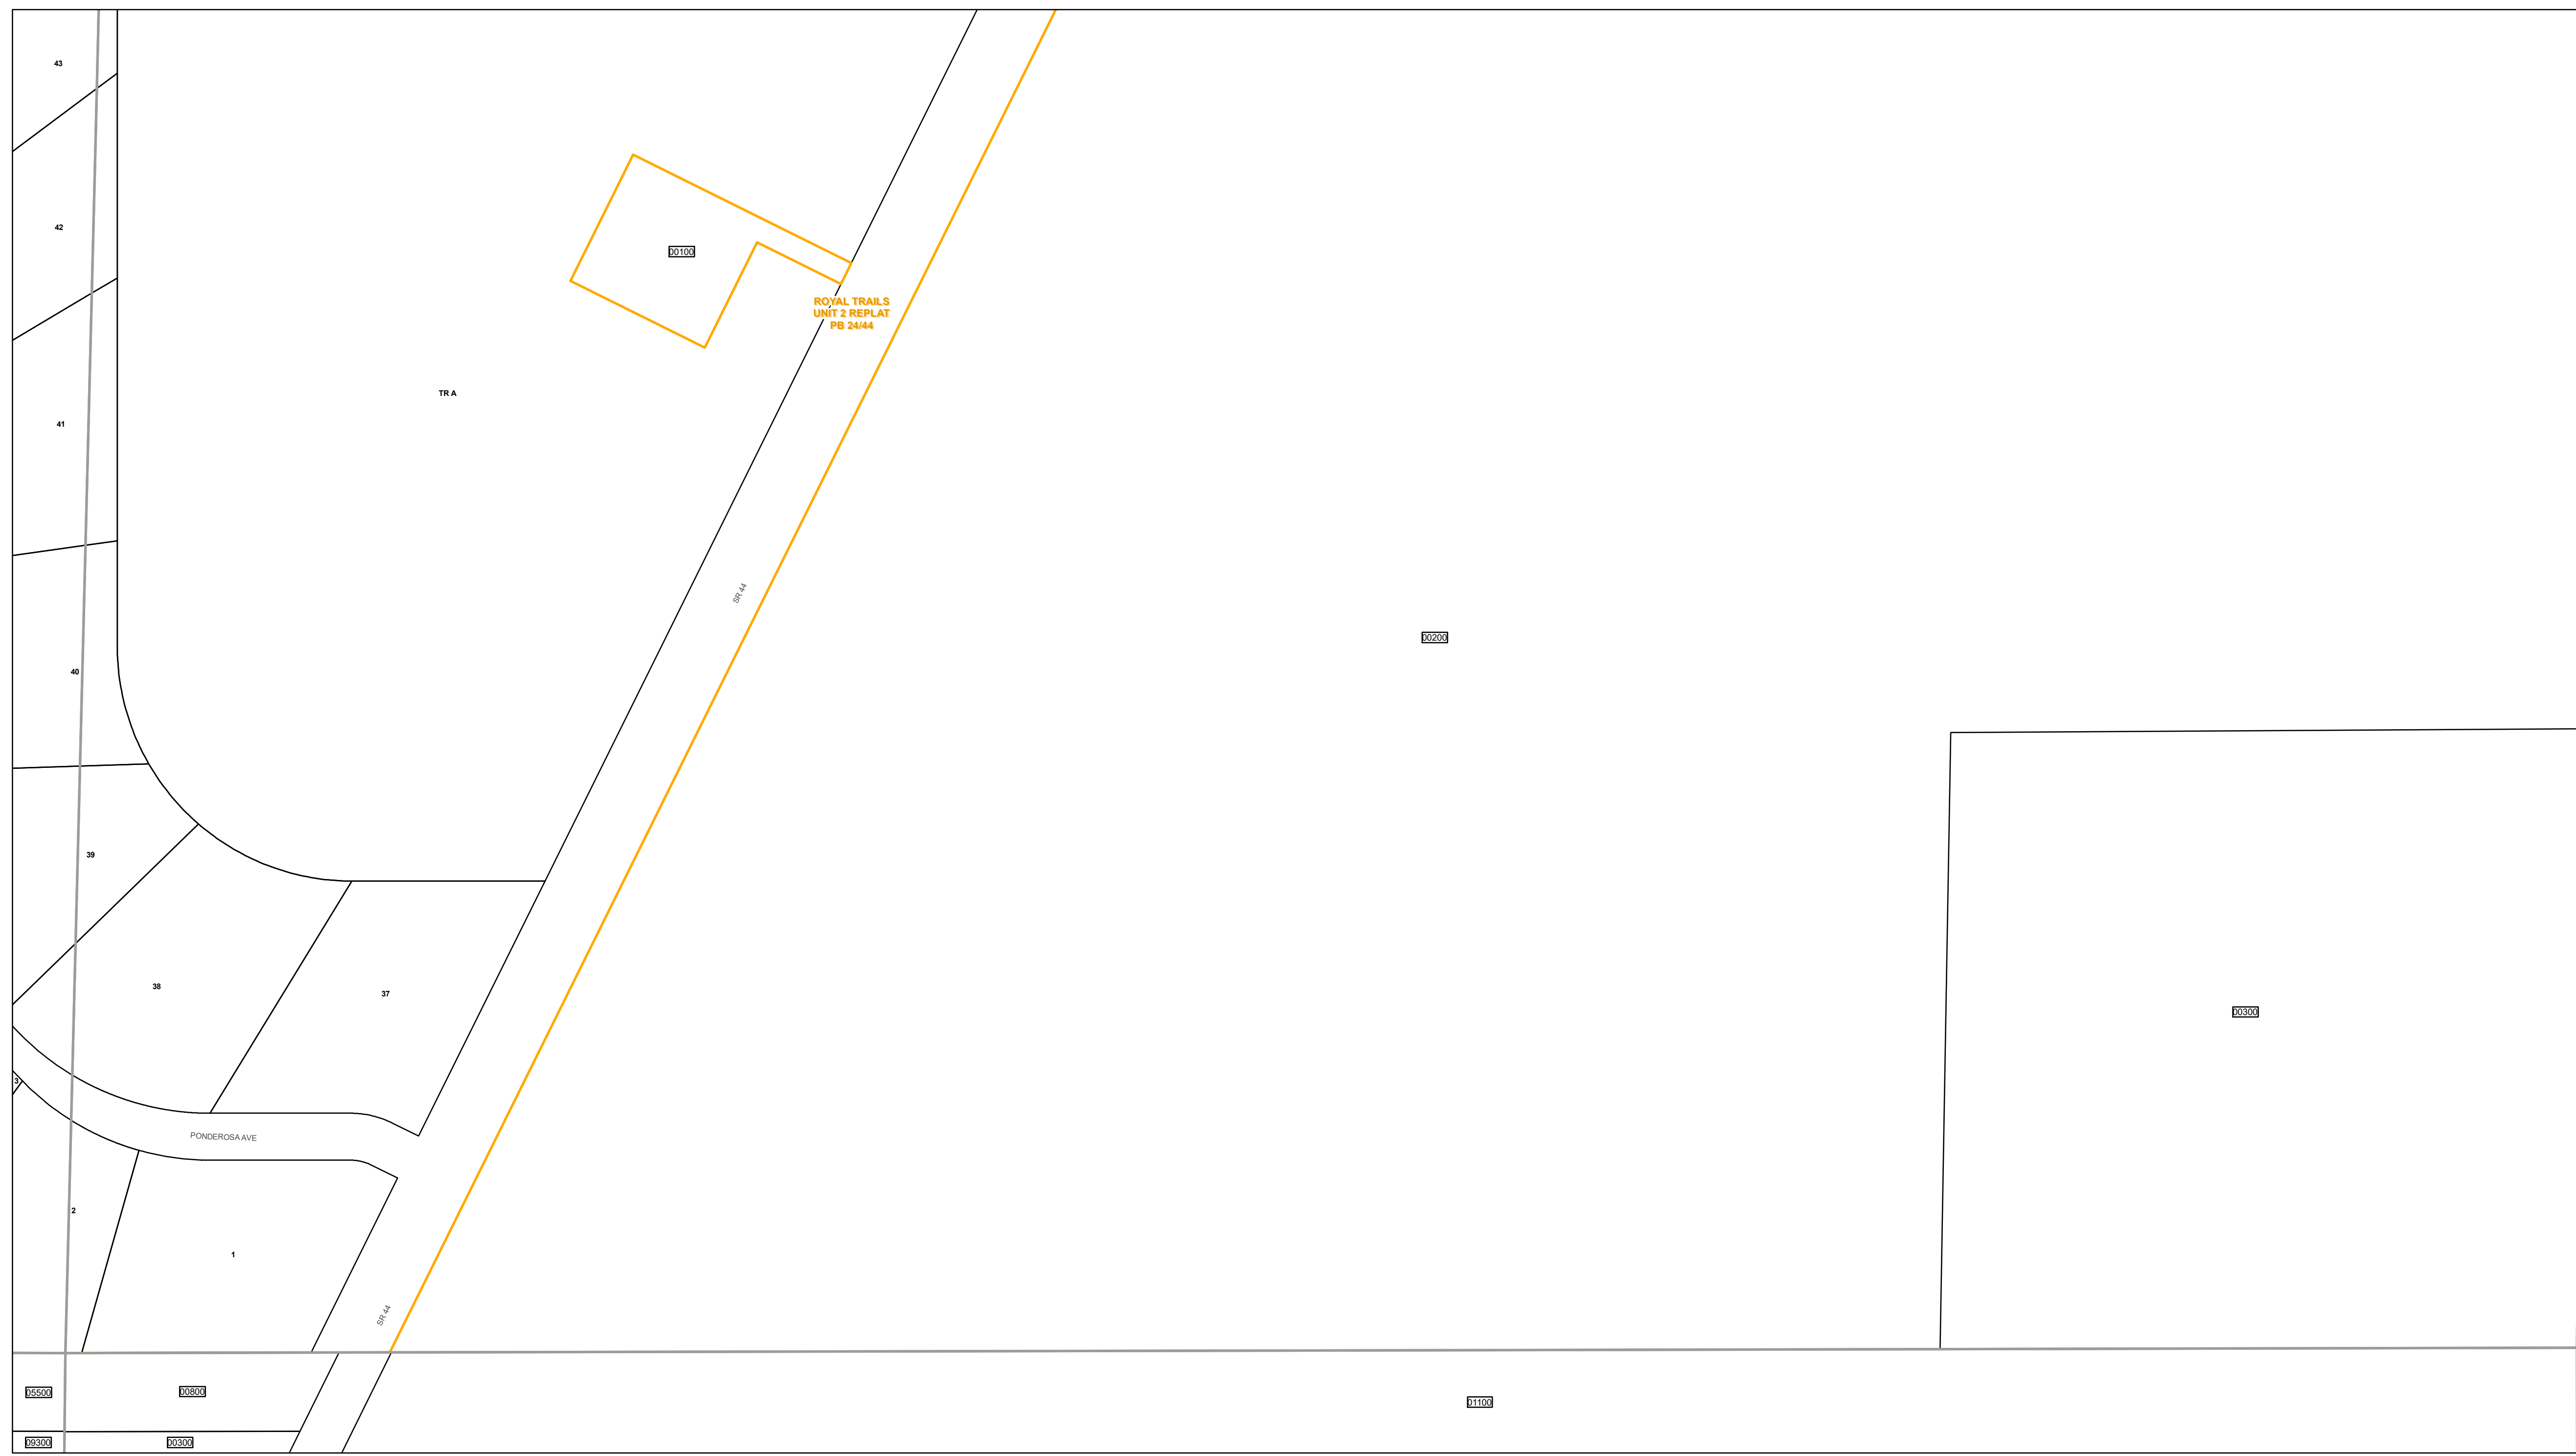 43
42
00100
ROYAL TRAILS
UNIT 2 REPLAT
PB 24/44
TR A
41
SR 44
00200
40
39
38
37
00300
3
PONDEROSA AVE
2
1
SR 44
05500
00800
01100
09300
00300